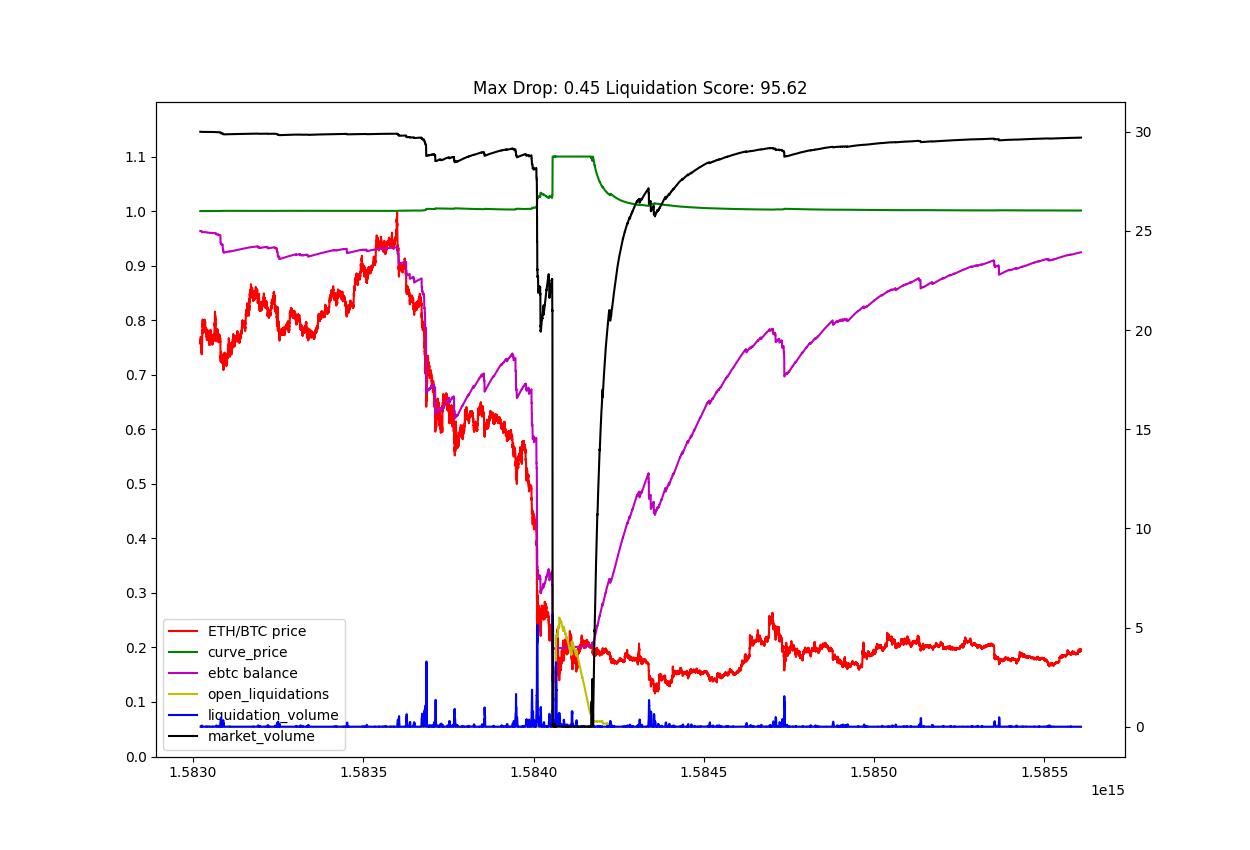 Max Drop: 0.45 Liquidation Score: 95.62
1.1
1.0
0.9
0.8
0.7
0.6
0.5
0.4
0.3
0.2
0.1
0.0
30
25
20
15
10
5
0
ETH/BTC price
curve_price
ebtc balance
open_liquidations
liquidation_volume
market_volume
1.5830 1.5835 1.5840 1.5845 1.5850 1.5855
1e15